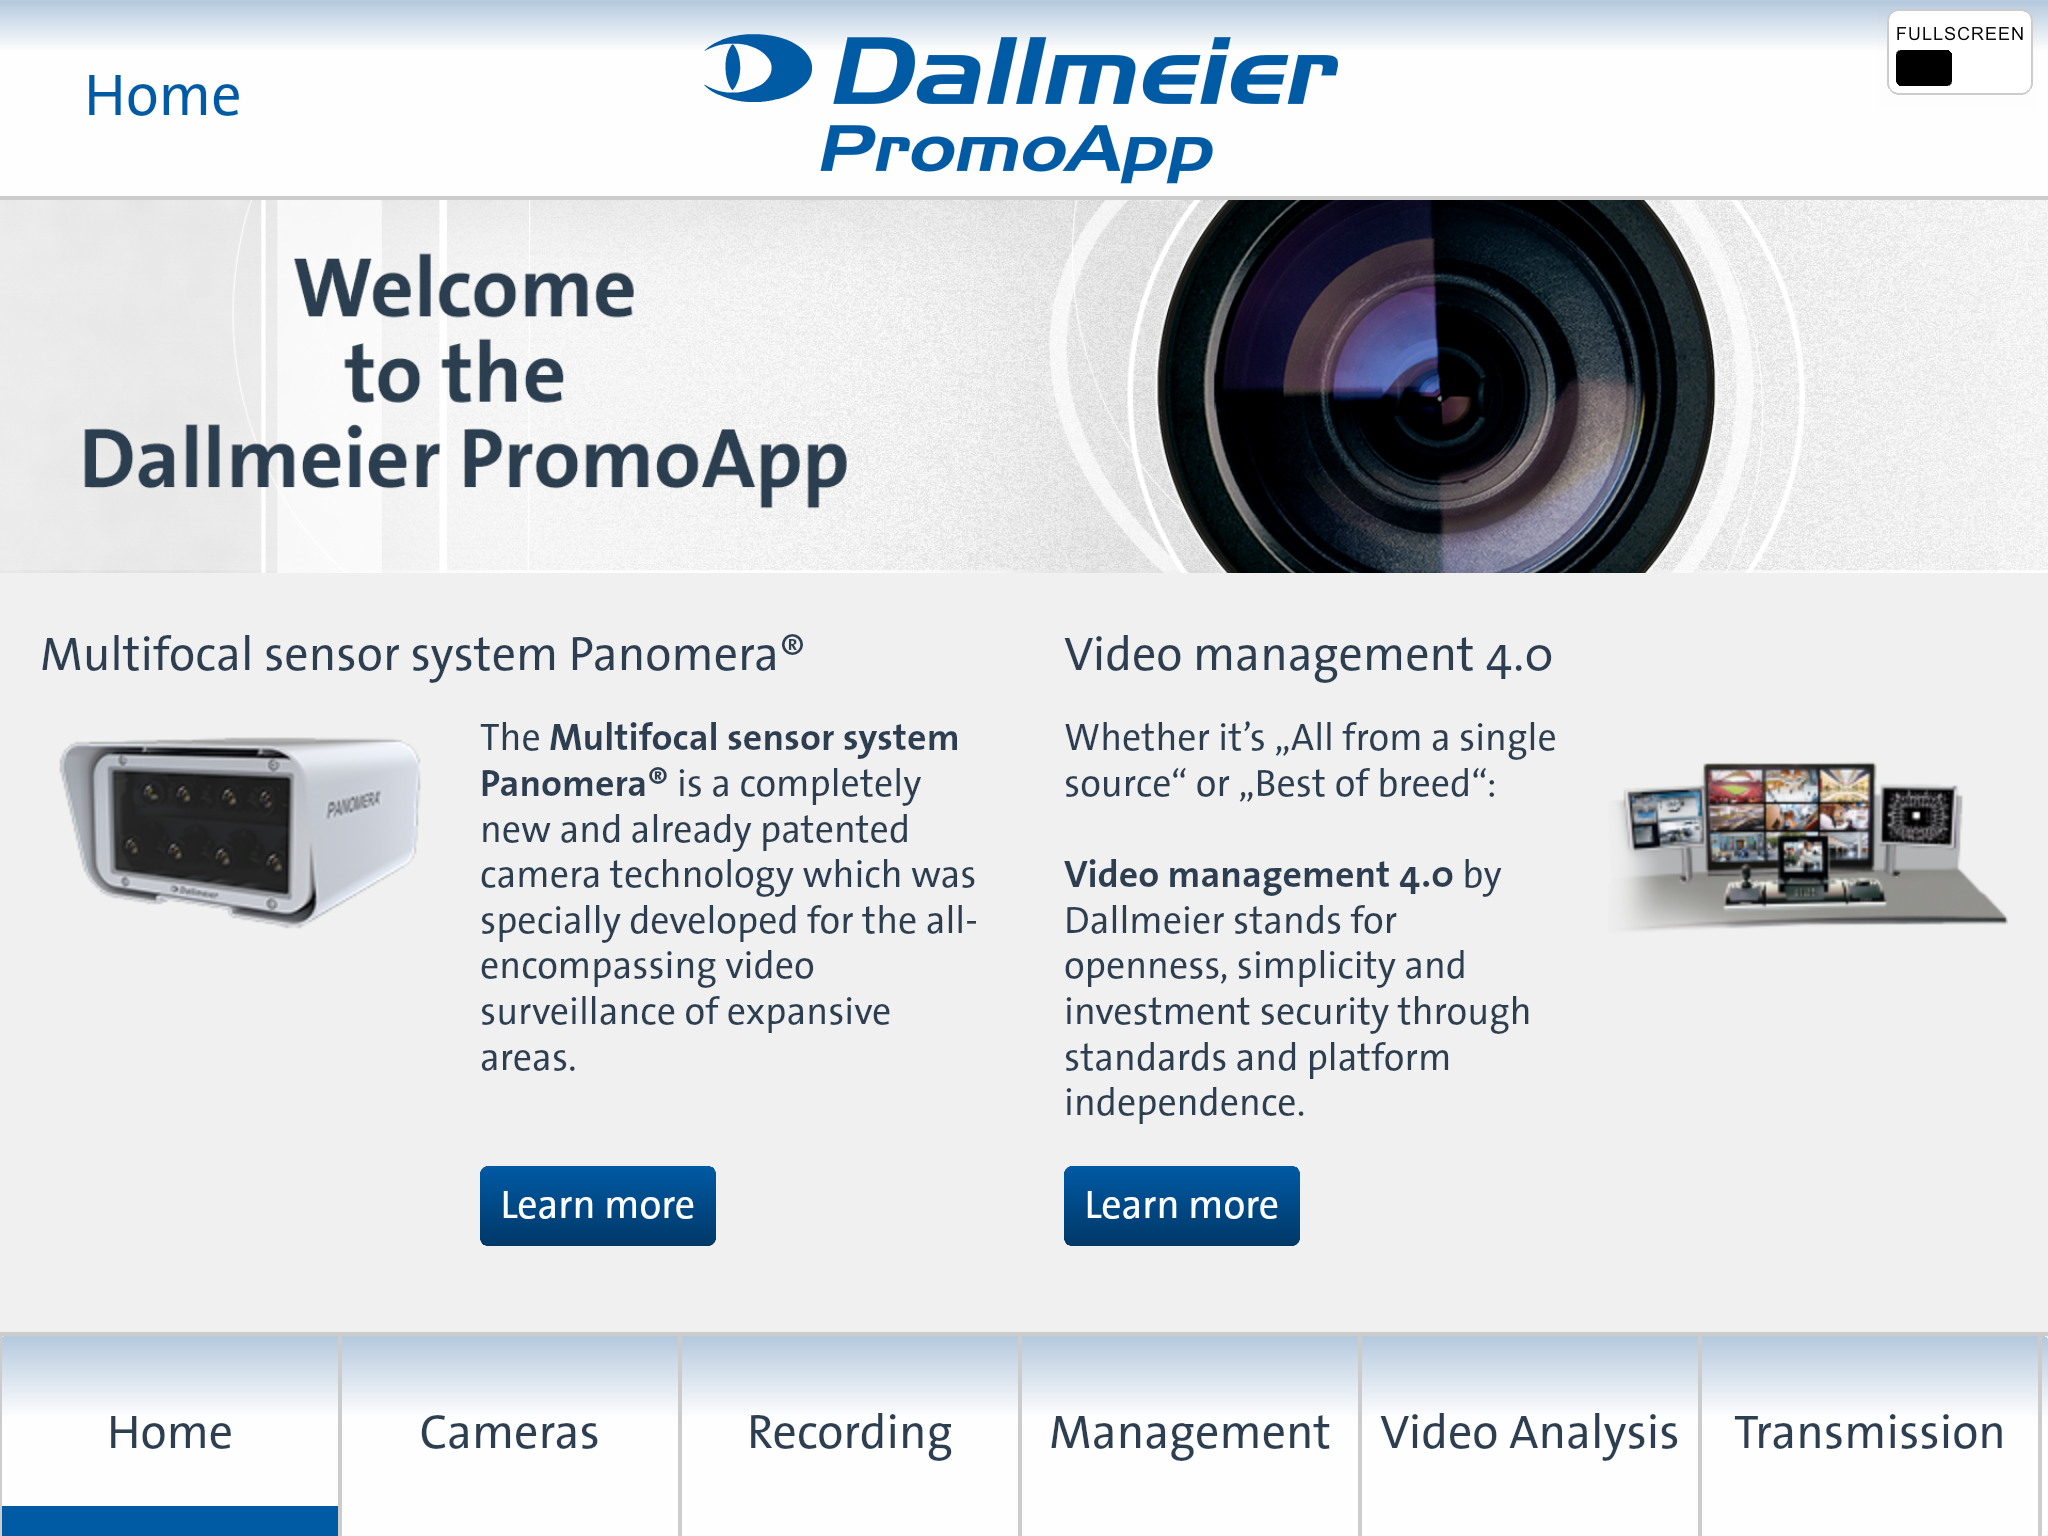 Home
Dallmeier
PromoApp
FULLSCREEN
Welcome
to the
Dallmeier PromoApp
Multifocal sensor system Panomera®
PANOMERA
Dallmeier
The Multifocal sensor system
Panomera® is a completely
new and already patented
camera technology which was
specially developed for the all-
encompassing video
surveillance of expansive
areas.
Learn more
Video management 4.0
Whether it’s „All from a single
source“ or „Best of breed“:
Video management 4.0 by
Dallmeier stands for
openness, simplicity and
investment security through
standards and platform
independence.
Learn more
Home
Cameras
Recording
Management
Video Analysis
Transmission